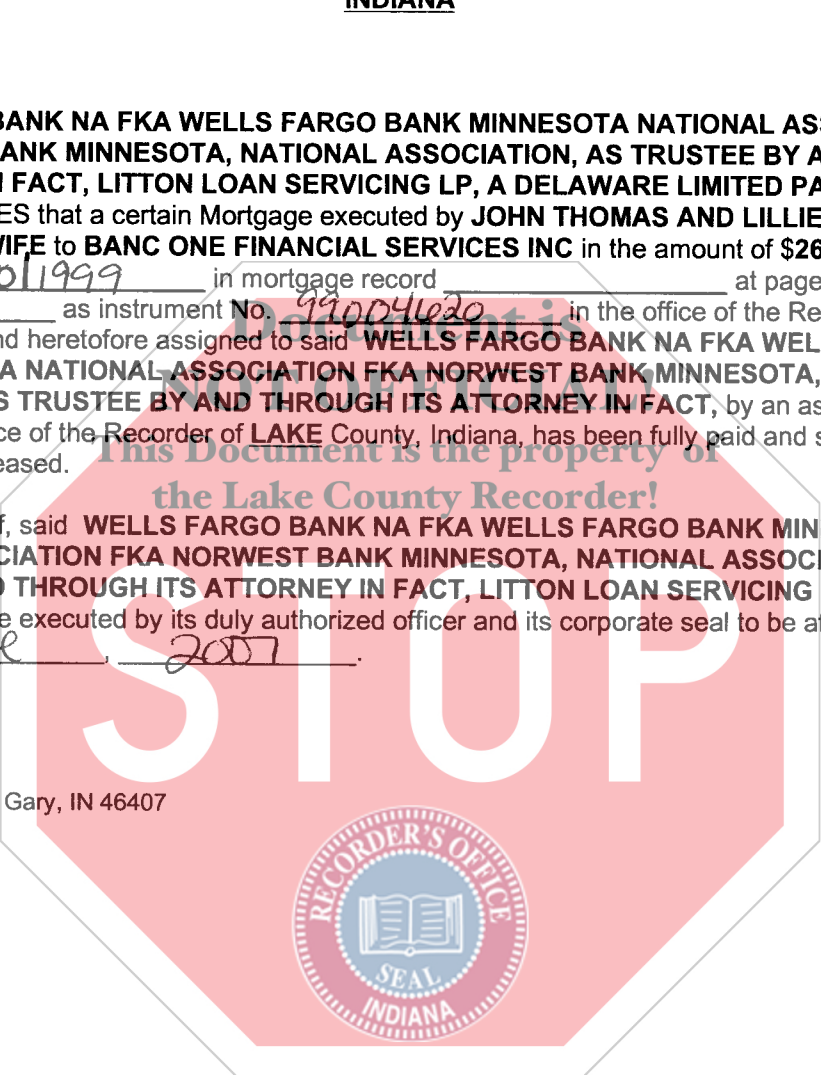 INDIANA
BANK NA FKA WELLS FARGO BANK MINNESOTA NATIONAL ASS
ANK MINNESOTA, NATIONAL ASSOCIATION, AS TRUSTEE BY A
FACT, LITTON LOAN SERVICING LP, A DELAWARE LIMITED PA
ES that a certain Mortgage executed by JOHN THOMAS AND LILLIE
WIFE to BANC ONE FINANCIAL SERVICES INC in the amount of $26
0/1999 in mortgage record at page
as instrument No. 990041620 in the office of the Re
Document is
nd heretofore assigned to said WELLS FARGO BANK NA FKA WEL
A NATIONAL ASSOCIATION FKA NORWEST BANK MINNESOTA,
NOT OFFICIAL!
S TRUSTEE BY AND THROUGH ITS ATTORNEY IN FACT, by an as
ce of the Recorder of LAKE County, Indiana, has been fully paid and s
This Document is the property of
eased.
the Lake County Recorder!
f, said WELLS FARGO BANK NA FKA WELLS FARGO BANK MIN
CIATION FKA NORWEST BANK MINNESOTA, NATIONAL ASSOCI
THROUGH ITS ATTORNEY IN FACT, LITTON LOAN SERVICING
e executed by its duly authorized officer and its corporate seal to be af
, 2007.
STOP
Gary, IN 46407
RECORDER'S OFFICE
SEAL
INDIANA